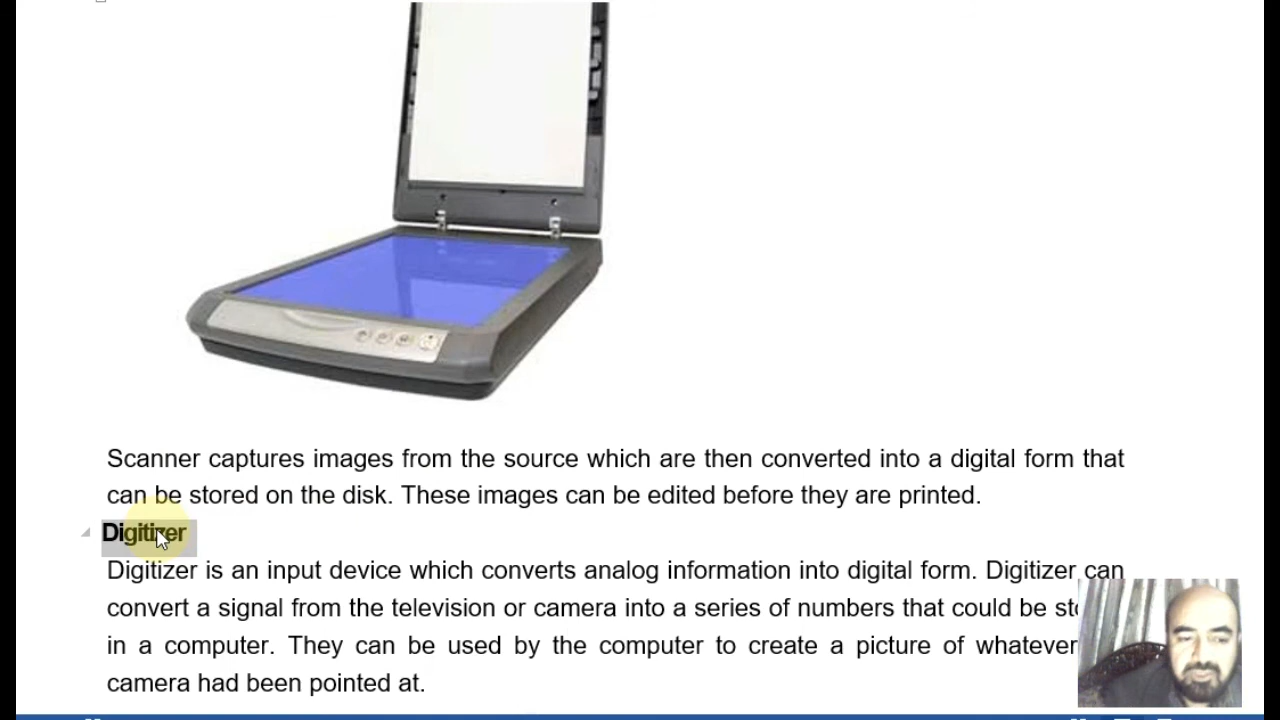 Scanner captures images from the source which are then converted into a digital form that
can be stored on the disk. These images can be edited before they are printed.
Digitizer
Digitizer is an input device which converts analog information into digital form. Digitizer can
convert a signal from the television or camera into a series of numbers that could be
in a computer. They can be used by the computer to create a picture of whatever
camera had been pointed at.